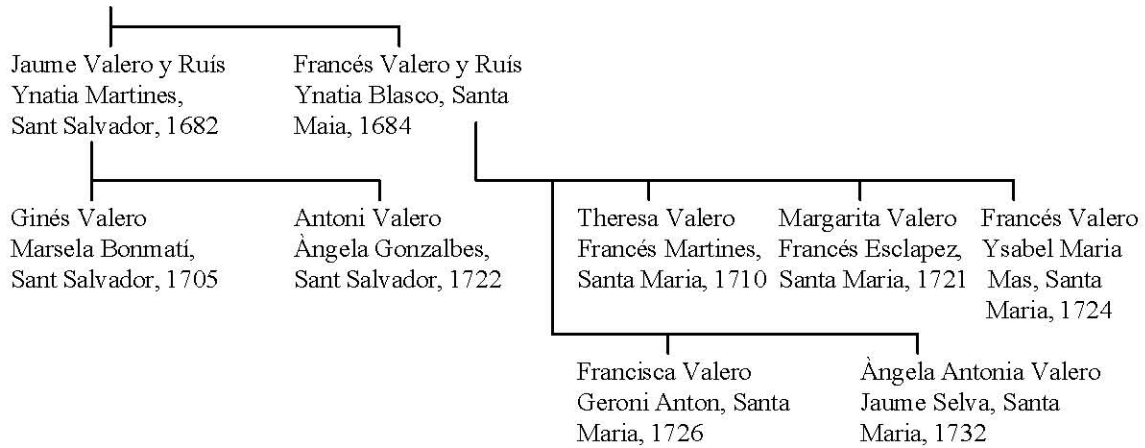 Jaume Valero y Ruís
Ynatia Martines,
Sant Salvador, 1682
Francés Valero y Ruís
Ynatia Blasco, Santa
Maia, 1684
Ginés Valero
Marsela Bonmatí,
Sant Salvador, 1705
Antoni Valero
Àngela Gonzalbes,
Sant Salvador, 1722
Theresa Valero
Francés Martines,
Santa Maria, 1710
Margarita Valero
Francés Esclapez,
Santa Maria, 1721
Francés Valero
Ysabel Maria
Mas, Santa
Maria, 1724
Francisca Valero
Geroni Anton, Santa
Maria, 1726
Àngela Antonia Valero
Jaume Selva, Santa
Maria, 1732